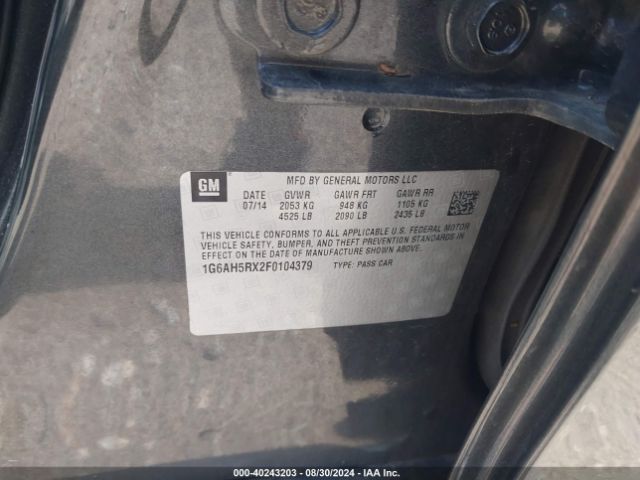 GM
MFD BY GENERAL MOTORS LLC
DATE GVWR GAWR FRT GAWR RR
07/14 2053 KG 948 KG 1105 KG
4525 LB 2090 LB 2435 LB
THIS VEHICLE CONFORMS TO ALL APPLICABLE U.S. FEDERAL MOTOR
VEHICLE SAFETY, BUMPER, AND THEFT PREVENTION STANDARDS IN
EFFECT ON THE DATE OF MANUFACTURE SHOWN ABOVE.
1G6AH5RX2F0104379 TYPE: PASS CAR
000-40243203 - 08/30/2024 - IAA Inc.